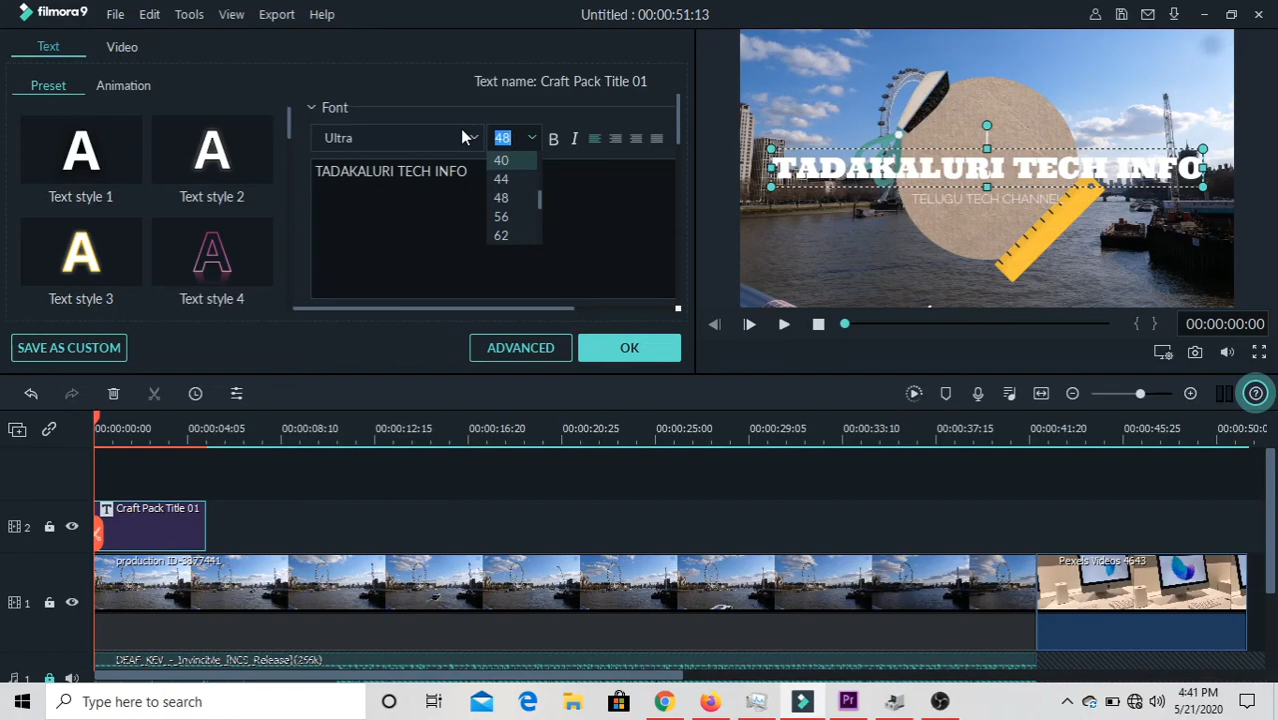 filmora9 File Edit Tools View Export Help Untitled : 00:00:51:13
Text Video
Text name: Craft Pack Title 01
Preset Animation
Font
Ultra 48 B I
TADAKALURI TECH INFO
40
44
48
56
62
A A
Text style 1 Text style 2
A A
Text style 3 Text style 4
SAVE AS CUSTOM ADVANCED OK
TADAKALURI TECH INFO
TELUGU TECH CHANNEL
{ } 00:00:00:00
00:00:00:00 00:00:04:05 00:00:08:10 00:00:12:15 00:00:16:20 00:00:20:25 00:00:25:00 00:00:29:05 00:00:33:10 00:00:37:15 00:00:41:20 00:00:45:25 00:00:50:0
2 T Craft Pack Title 01
production ID-3377441 Pexels Videos 4643
1
DEAF_KEV_-_Invincible_[NCS_Release](256k)
1
Type here to search Pr 4:41 PM
5/21/2020